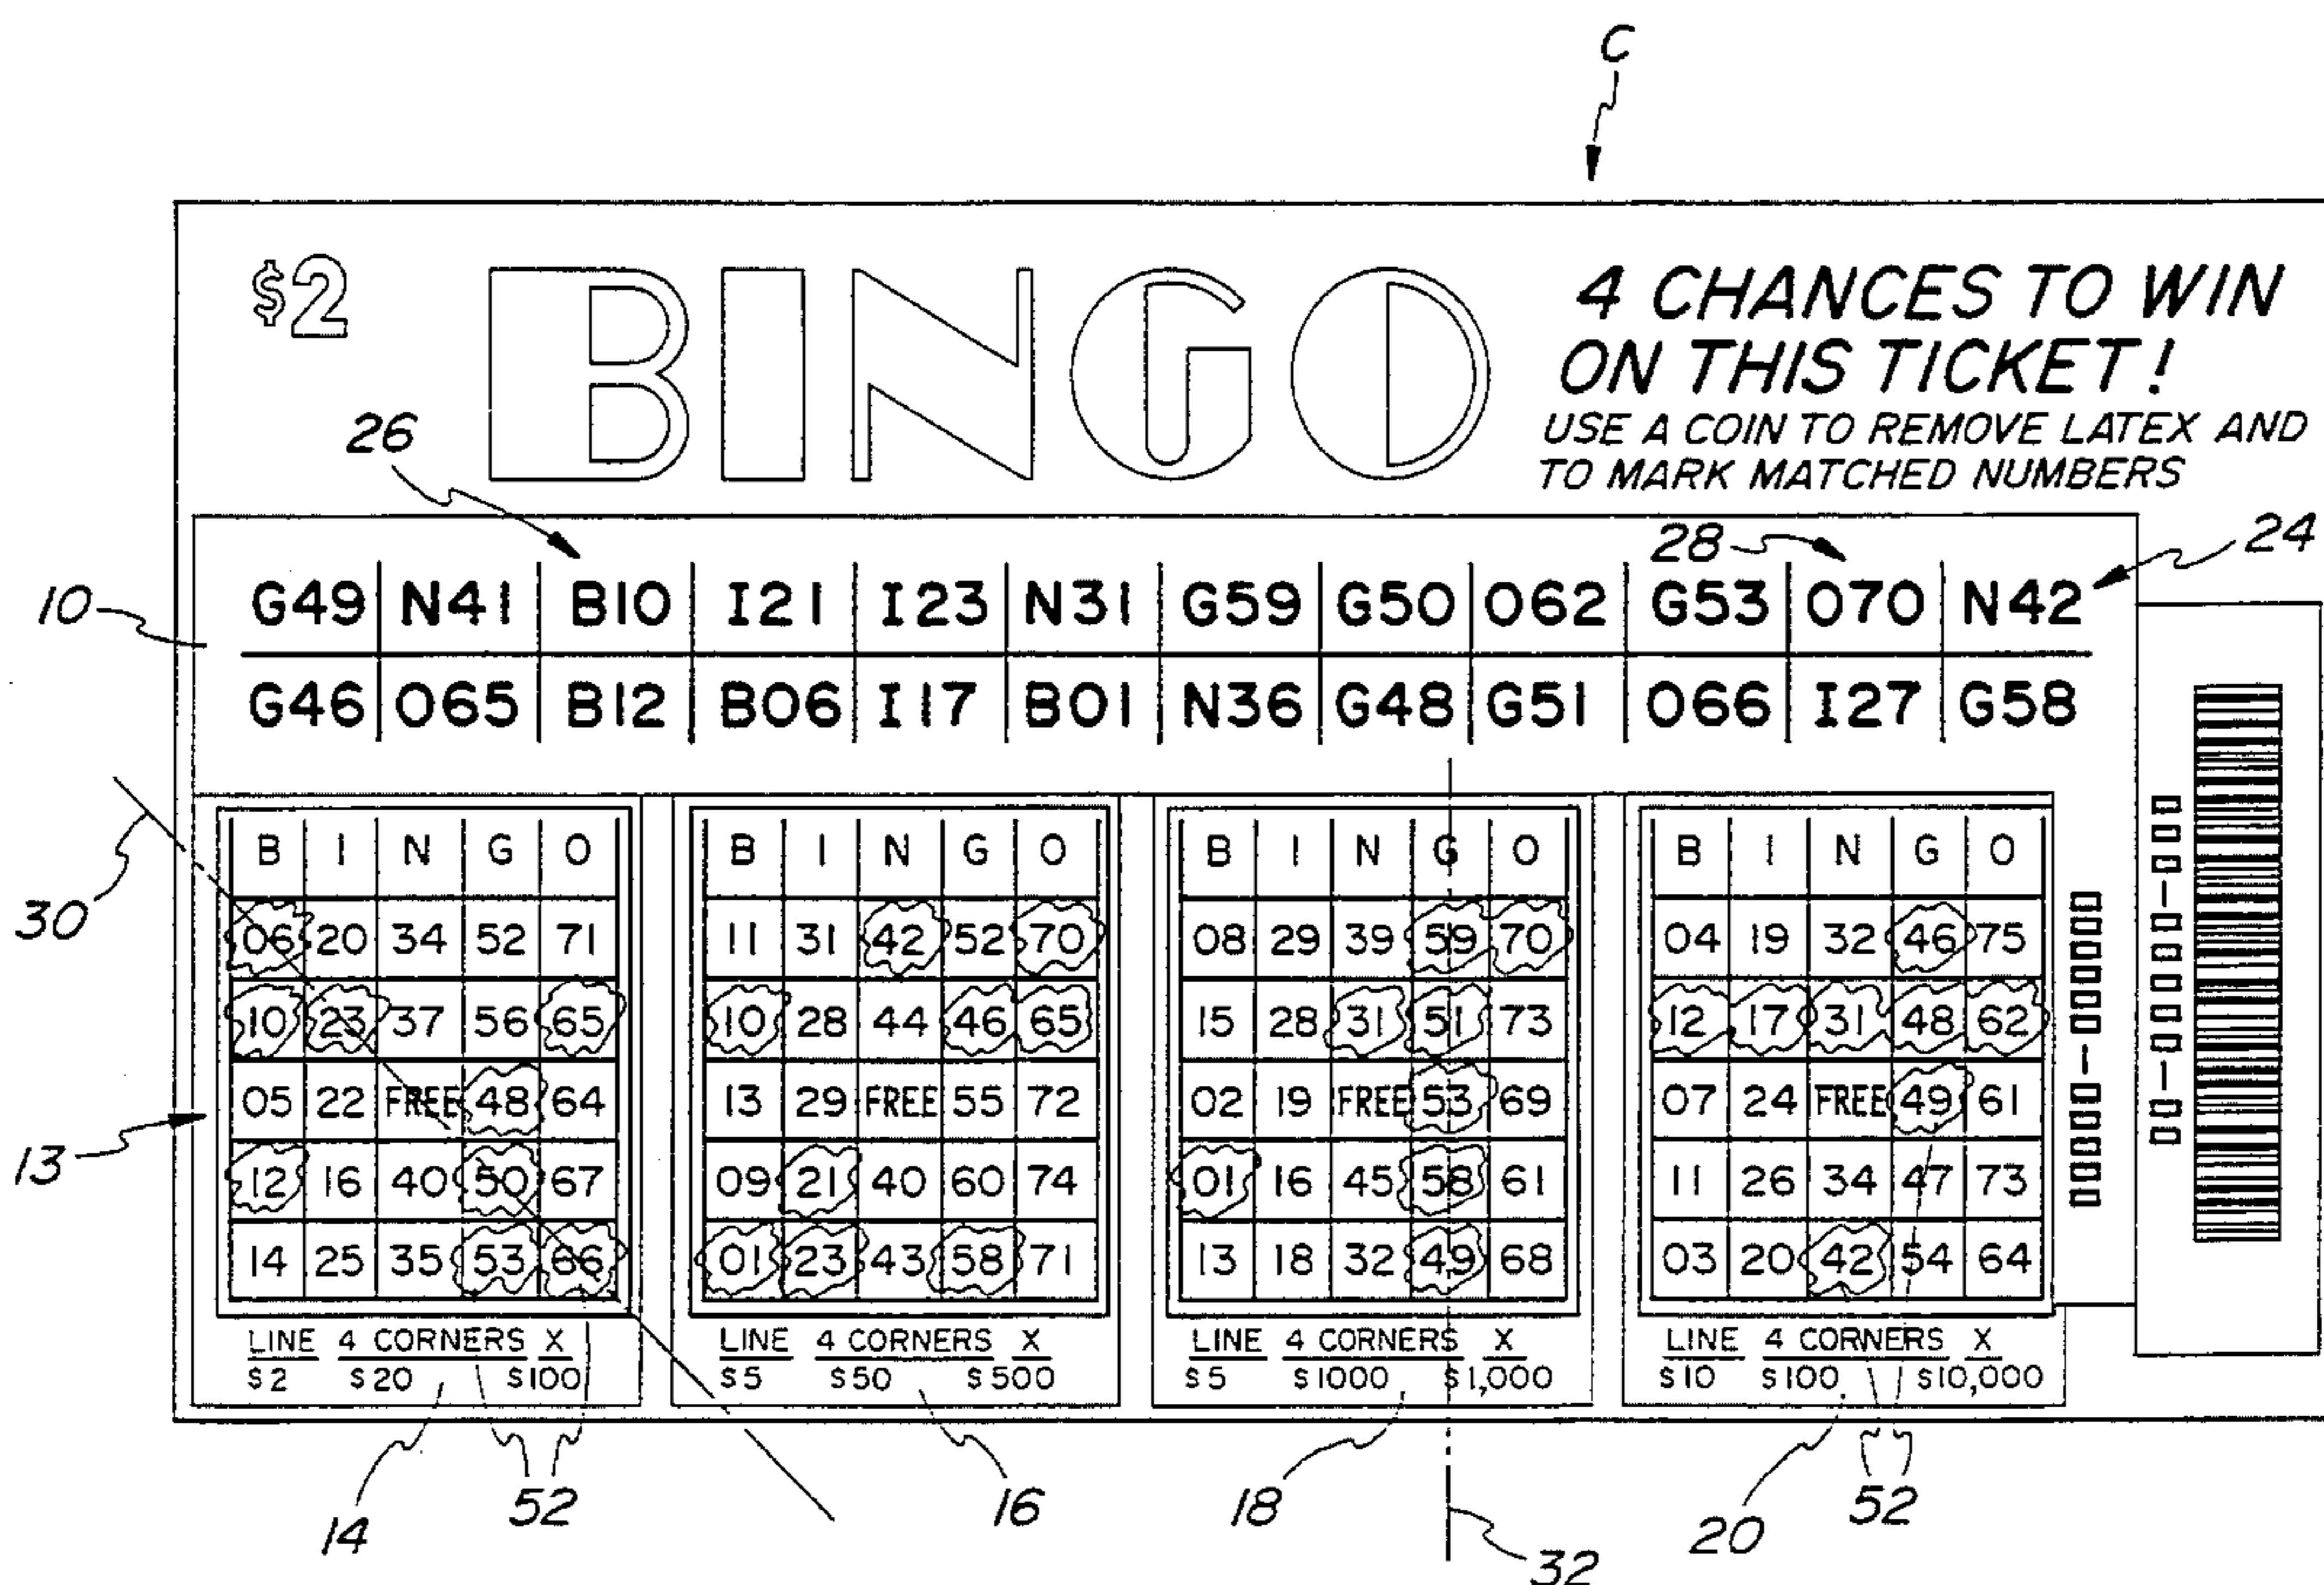 C
$2 BINGO
4 CHANCES TO WIN
ON THIS TICKET!
USE A COIN TO REMOVE LATEX AND
TO MARK MATCHED NUMBERS
26 28 24
10
G49 N41 B10 I21 I23 N31 G59 G50 O62 G53 O70 N42
G46 O65 B12 B06 I17 B01 N36 G48 G51 O66 I27 G58
30
13
B I N G O
06 20 34 52 71
10 23 37 56 65
05 22 FREE 48 64
12 16 40 50 67
14 25 35 53 66
LINE 4 CORNERS X
$2 $20 $100
B I N G O
11 31 42 52 70
10 28 44 46 65
13 29 FREE 55 72
09 21 40 60 74
01 23 43 58 71
LINE 4 CORNERS X
$5 $50 $500
B I N G O
08 29 39 59 70
15 28 31 51 73
02 19 FREE 53 69
01 16 45 58 61
13 18 32 49 68
LINE 4 CORNERS X
$5 $1000 $1,000
B I N G O
04 19 32 46 75
12 17 31 48 62
07 24 FREE 49 61
11 26 34 47 73
03 20 42 54 64
LINE 4 CORNERS X
$10 $100 $10,000
14 52 16 18 32 20 52